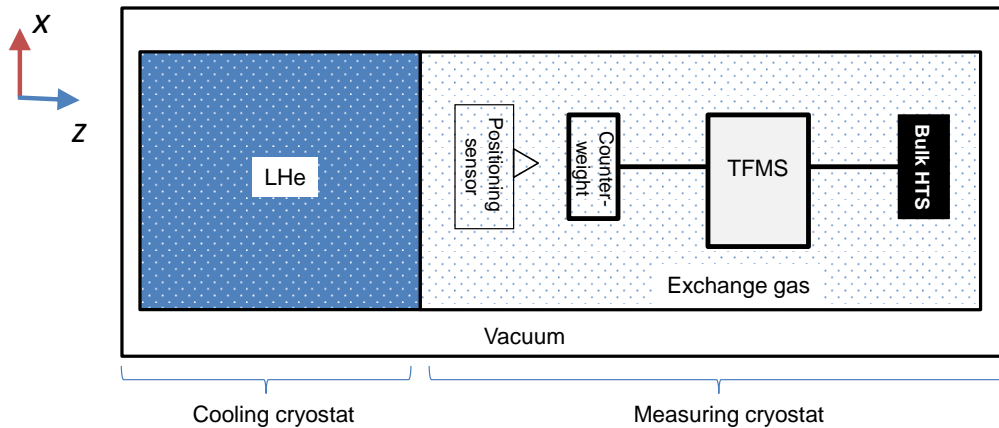 X
Z
LHe
Positioning
sensor
Counter-
weight
TFMS
Bulk HTS
Exchange gas
Vacuum
Cooling cryostat
Measuring cryostat